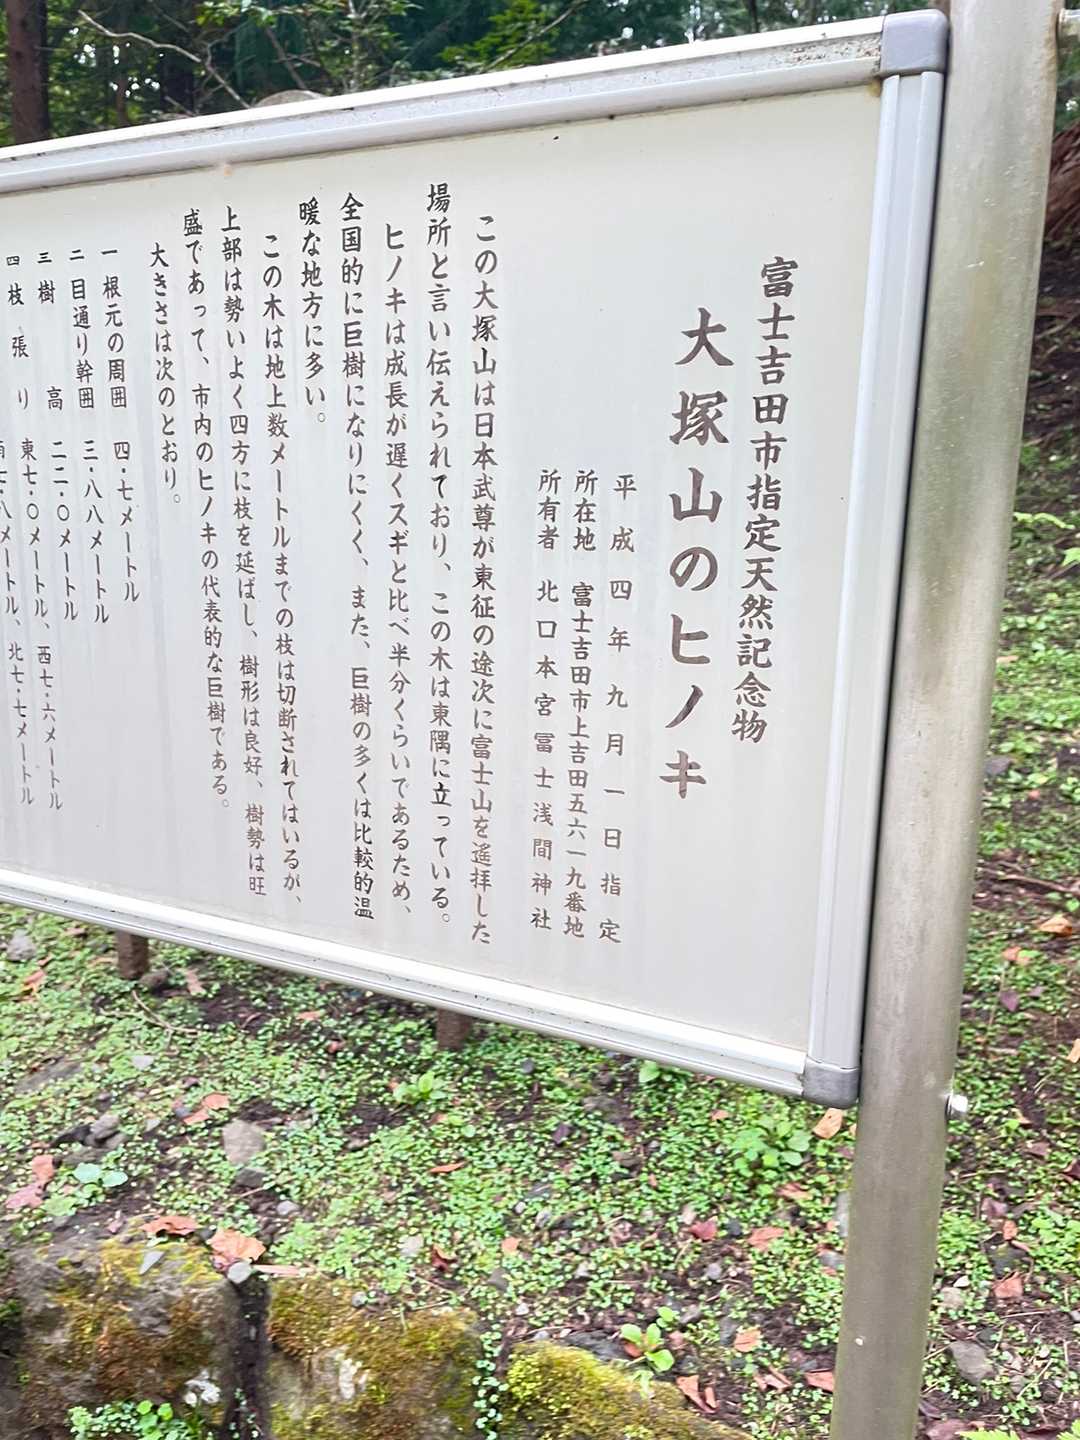 富士吉田市指定天然記念物
大塚山のヒノキ
平成四年九月一日指定
所在地 富士吉田市上吉田五六一九番地
所有者 北口本宮冨士浅間神社
この大塚山は日本武尊が東征の途次に富士山を遙拝した
場所と言い伝えられており、この木は東隅に立っている。
ヒノキは成長が遅くスギと比べ半分くらいであるため、
全国的に巨樹になりにくく、また、巨樹の多くは比較的温
暖な地方に多い。
この木は地上数メートルまでの枝は切断されてはいるが、
上部は勢いよく四方に枝を延ばし、樹形は良好、樹勢は旺
盛であって、市内のヒノキの代表的な巨樹である。
大きさは次のとおり。
一 根元の周囲 四・七メートル
二 目通り幹囲 三・八八メートル
三 樹高 二二・〇メートル
四 枝張り 東七・〇メートル、西七・六メートル
南七・八メートル、北七・七メートル